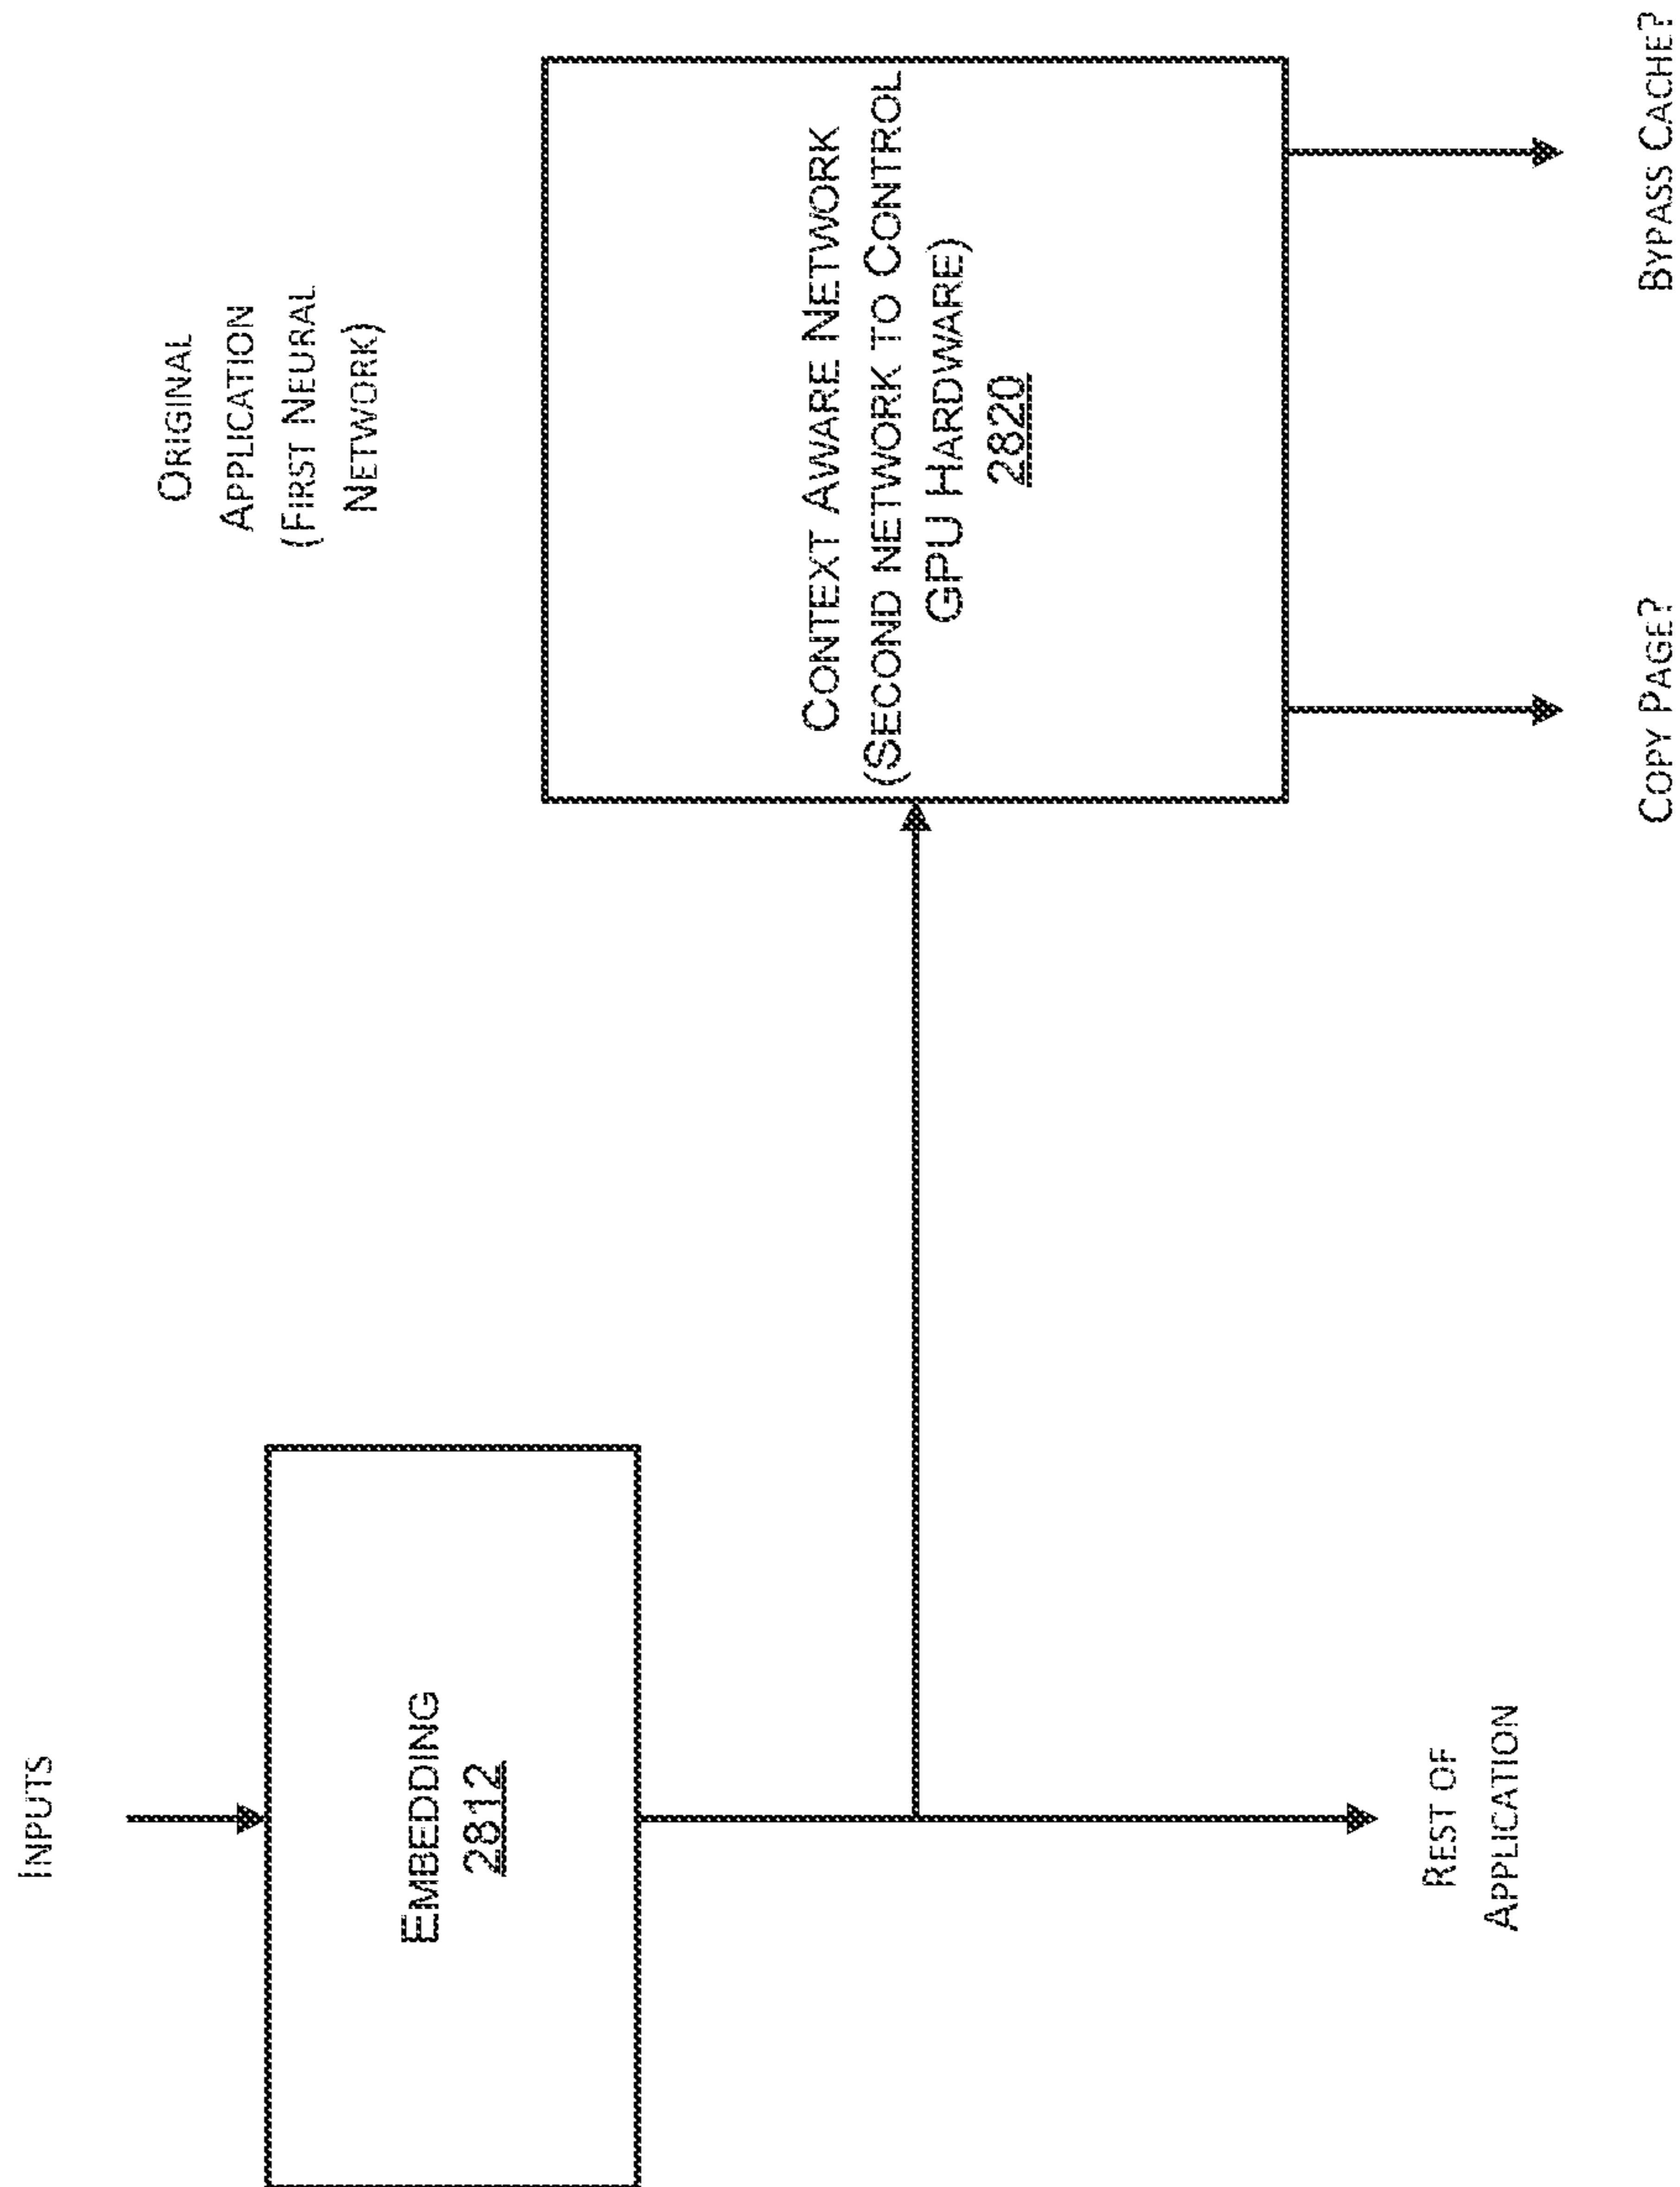 INPUTS
EMBEDDING
2812
REST OF
APPLICATION
ORIGINAL
APPLICATION
(FIRST NEURAL
NETWORK)
CONTEXT AWARE NETWORK
(SECOND NETWORK TO CONTROL
GPU HARDWARE)
2820
COPY PAGE?
BYPASS CACHE?